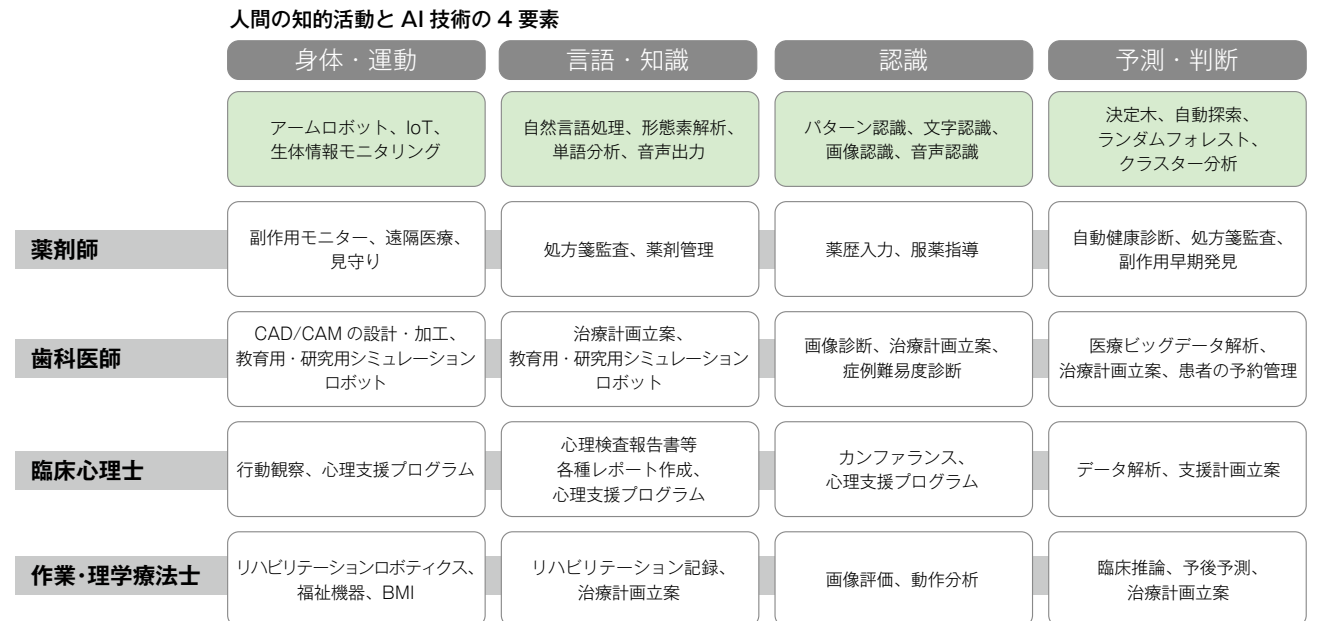 人間の知的活動と AI 技術の 4 要素
身体・運動
言語・知識
認識
予測・判断
アームロボット、IoT、
生体情報モニタリング
自然言語処理、形態素解析、
単語分析、音声出力
パターン認識、文字認識、
画像認識、音声認識
決定木、自動探索、
ランダムフォレスト、
クラスター分析
薬剤師
副作用モニター、遠隔医療、
見守り
処方箋監査、薬剤管理
薬歴入力、服薬指導
自動健康診断、処方箋監査、
副作用早期発見
歯科医師
CAD/CAM の設計・加工、
教育用・研究用シミュレーション
ロボット
治療計画立案、
教育用・研究用シミュレーション
ロボット
画像診断、治療計画立案、
症例難易度診断
医療ビッグデータ解析、
治療計画立案、患者の予約管理
臨床心理士
行動観察、心理支援プログラム
心理検査報告書等
各種レポート作成、
心理支援プログラム
カンファランス、
心理支援プログラム
データ解析、支援計画立案
作業・理学療法士
リハビリテーションロボティクス、
福祉機器、BMI
リハビリテーション記録、
治療計画立案
画像評価、動作分析
臨床推論、予後予測、
治療計画立案